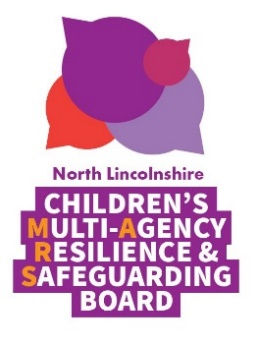 North Lincolnshire
CHILDREN'S
MULTI-AGENCY
RESILIENCE &
SAFEGUARDING
BOARD